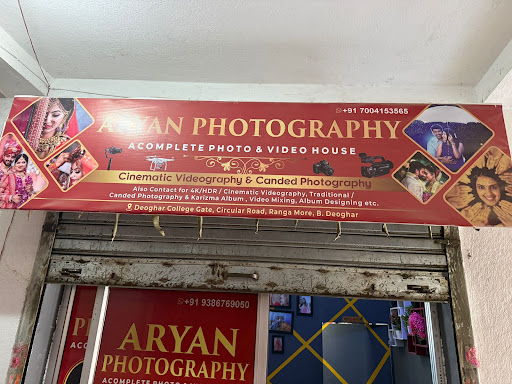 +91 7004153565
ARYAN PHOTOGRAPHY
ACOMPLETE PHOTO & VIDEO HOUSE
Cinematic Videography & Canded Photography
Also Contact for 4K/HDR / Cinematic Videography, Traditional /
Canded Photography & Karizma Album , Video Mixing, Album Designing etc.
Deoghar College Gate, Circular Road, Ranga More, B. Deoghar
+91 9386769050
ARYAN
PHOTOGRAPHY
ACOMPLETE PHOTO &